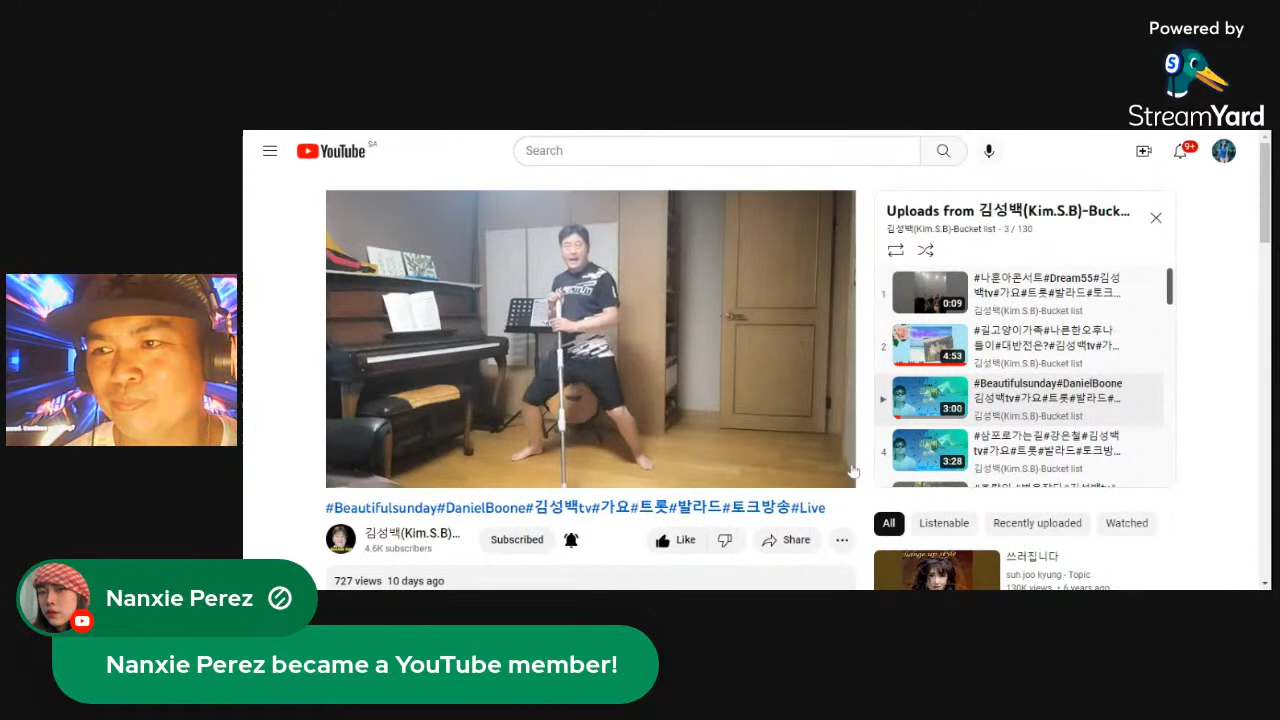 Powered by
StreamYard
YouTube SA
Search
9+
Uploads from 김성백(Kim.S.B)-Buck...
김성백(Kim.S.B)-Bucket list - 3 / 130
1
0:09
#나훈아콘서트#Dream55#김성
백tv#가요#트롯#발라드#토크...
김성백(Kim.S.B)-Bucket list
2
4:53
#길고양이가족#나른한오후나
들이#대반전은?#김성백tv#가...
김성백(Kim.S.B)-Bucket list
3:00
#Beautifulsunday#DanielBoone
김성백tv#가요#트롯#발라드#...
김성백(Kim.S.B)-Bucket list
4
3:28
#삼포로가는길#강은철#김성백
tv#가요#트롯#발라드#토크방...
김성백(Kim.S.B)-Bucket list
#Beautifulsunday#DanielBoone#김성백tv#가요#트롯#발라드#토크방송#Live
김성백(Kim.S.B)...
4.6K subscribers
Subscribed
Like
Share
727 views 10 days ago
All
Listenable
Recently uploaded
Watched
change up style
쓰러집니다
suh joo kyung - Topic
130K views • 6 years ago
Nanxie Perez
Nanxie Perez became a YouTube member!